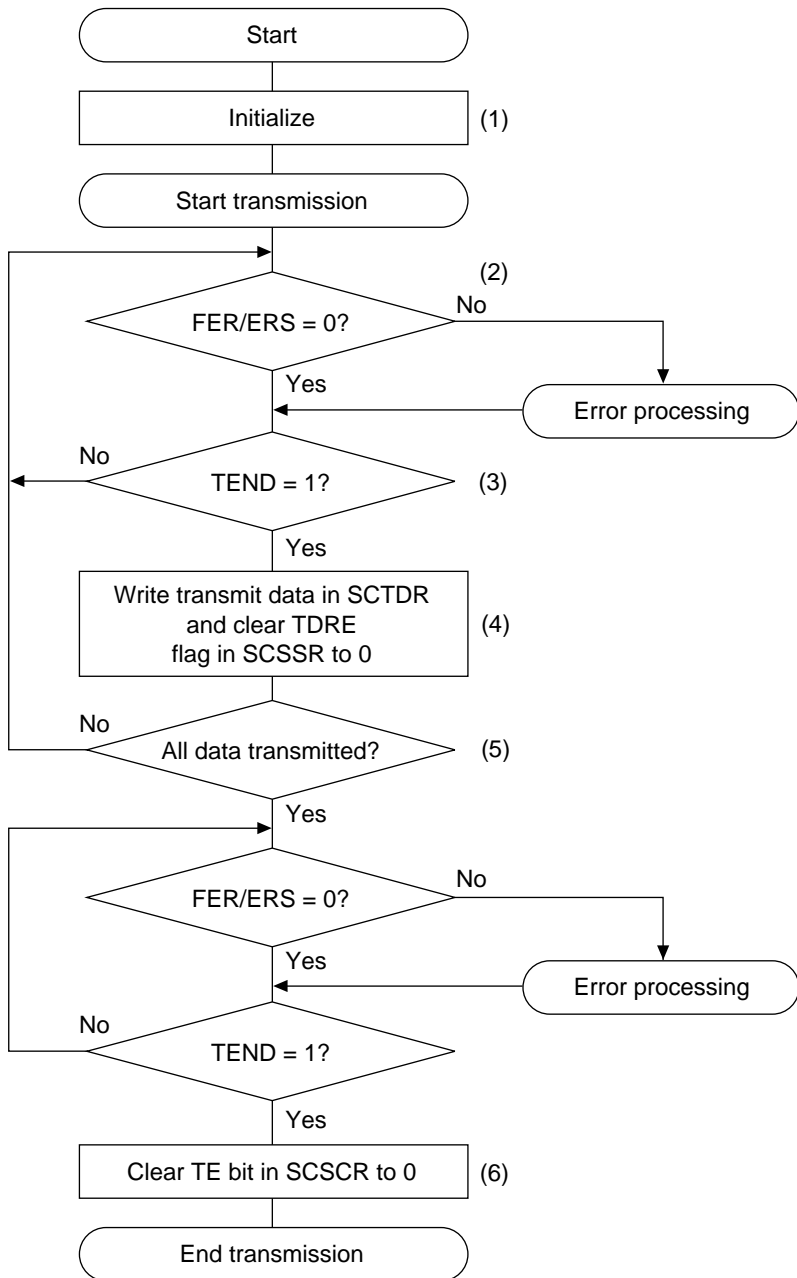 Start
Initialize
(1)
Start transmission
(2)
FER/ERS = 0?
No
Yes
Error processing
No
TEND = 1?
(3)
Yes
Write transmit data in SCTDR
and clear TDRE
flag in SCSSR to 0
(4)
No
All data transmitted?
(5)
Yes
FER/ERS = 0?
No
Yes
Error processing
No
TEND = 1?
Yes
Clear TE bit in SCSCR to 0
(6)
End transmission